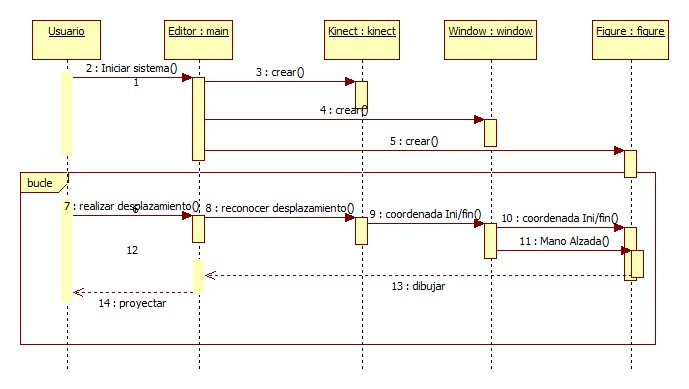 Usuario
Editor : main
Kinect : kinect
Window : window
Figure : figure
2 : Iniciar sistema()
1
3 : crear()
4 : crear()
5 : crear()
bucle
7 : realizar desplazamiento()
6
8 : reconocer desplazamiento()
9 : coordenada Ini/fin()
10 : coordenada Ini/fin()
11 : Mano Alzada()
12
13 : dibujar
14 : proyectar